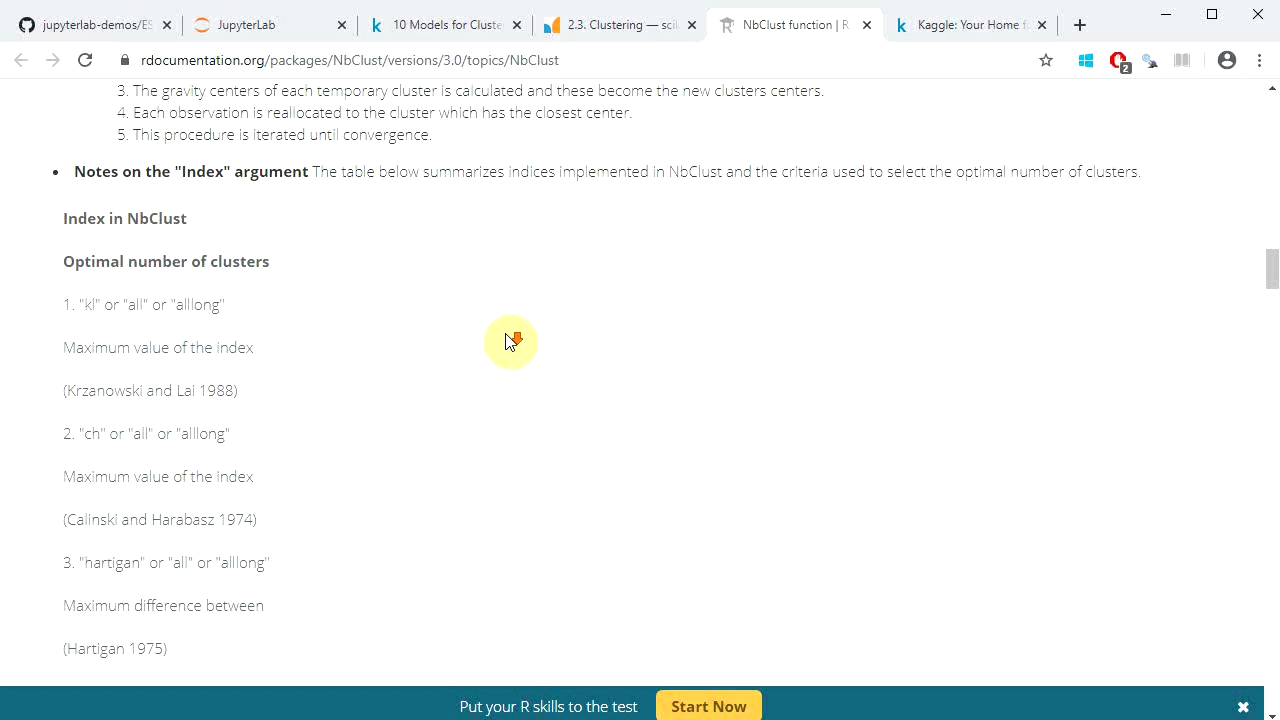 jupyterlab-demos/ES
JupyterLab
10 Models for Cluste
2.3. Clustering — scik
NbClust function | R
Kaggle: Your Home f
rdocumentation.org/packages/NbClust/versions/3.0/topics/NbClust
2
3. The gravity centers of each temporary cluster is calculated and these become the new clusters centers.
4. Each observation is reallocated to the cluster which has the closest center.
5. This procedure is iterated until convergence.
Notes on the "Index" argument The table below summarizes indices implemented in NbClust and the criteria used to select the optimal number of clusters.
Index in NbClust
Optimal number of clusters
1. "kl" or "all" or "alllong"
Maximum value of the index
(Krzanowski and Lai 1988)
2. "ch" or "all" or "alllong"
Maximum value of the index
(Calinski and Harabasz 1974)
3. "hartigan" or "all" or "alllong"
Maximum difference between
(Hartigan 1975)
Put your R skills to the test
Start Now